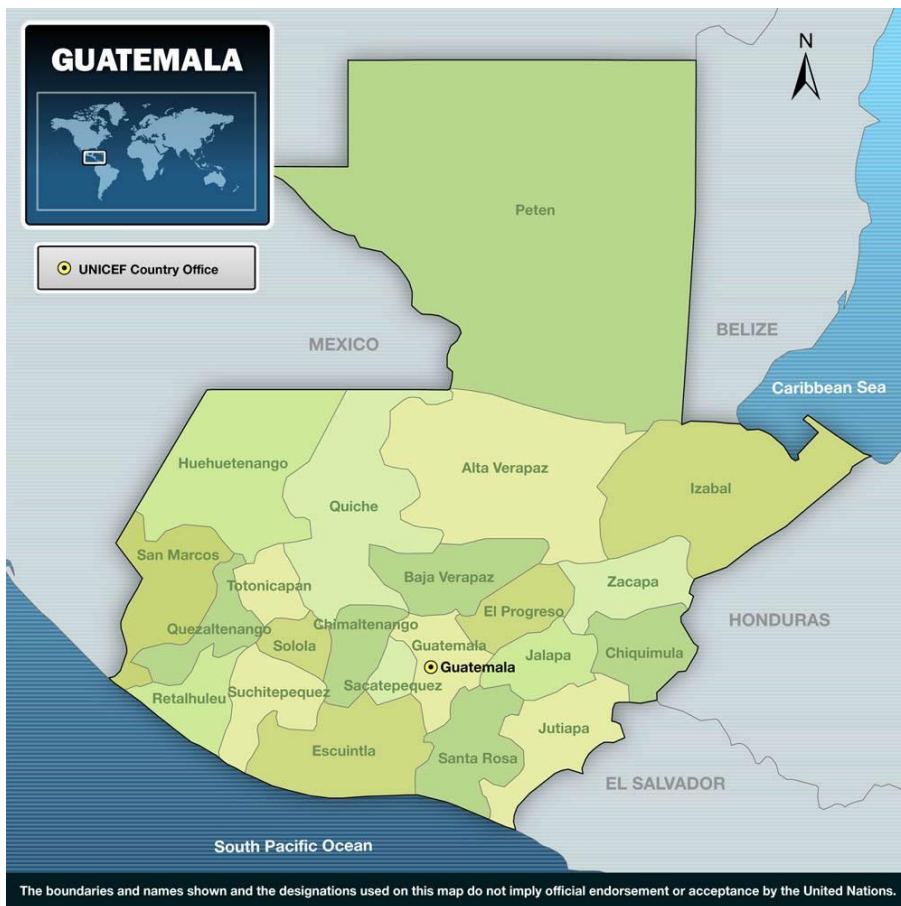 GUATEMALA
N
UNICEF Country Office
Peten
MEXICO
BELIZE
Caribbean Sea
Huehuetenango
Quiche
Alta Verapaz
Izabal
San Marcos
Totonicapan
Baja Verapaz
Zacapa
Quezaltenango
Solola
Chimaltenango
El Progreso
HONDURAS
Guatemala
Guatemala
Jalapa
Chiquimula
Retalhuleu
Suchitepequez
Sacatepequez
Escuintla
Santa Rosa
Jutiapa
EL SALVADOR
South Pacific Ocean
The boundaries and names shown and the designations used on this map do not imply official endorsement or acceptance by the United Nations.